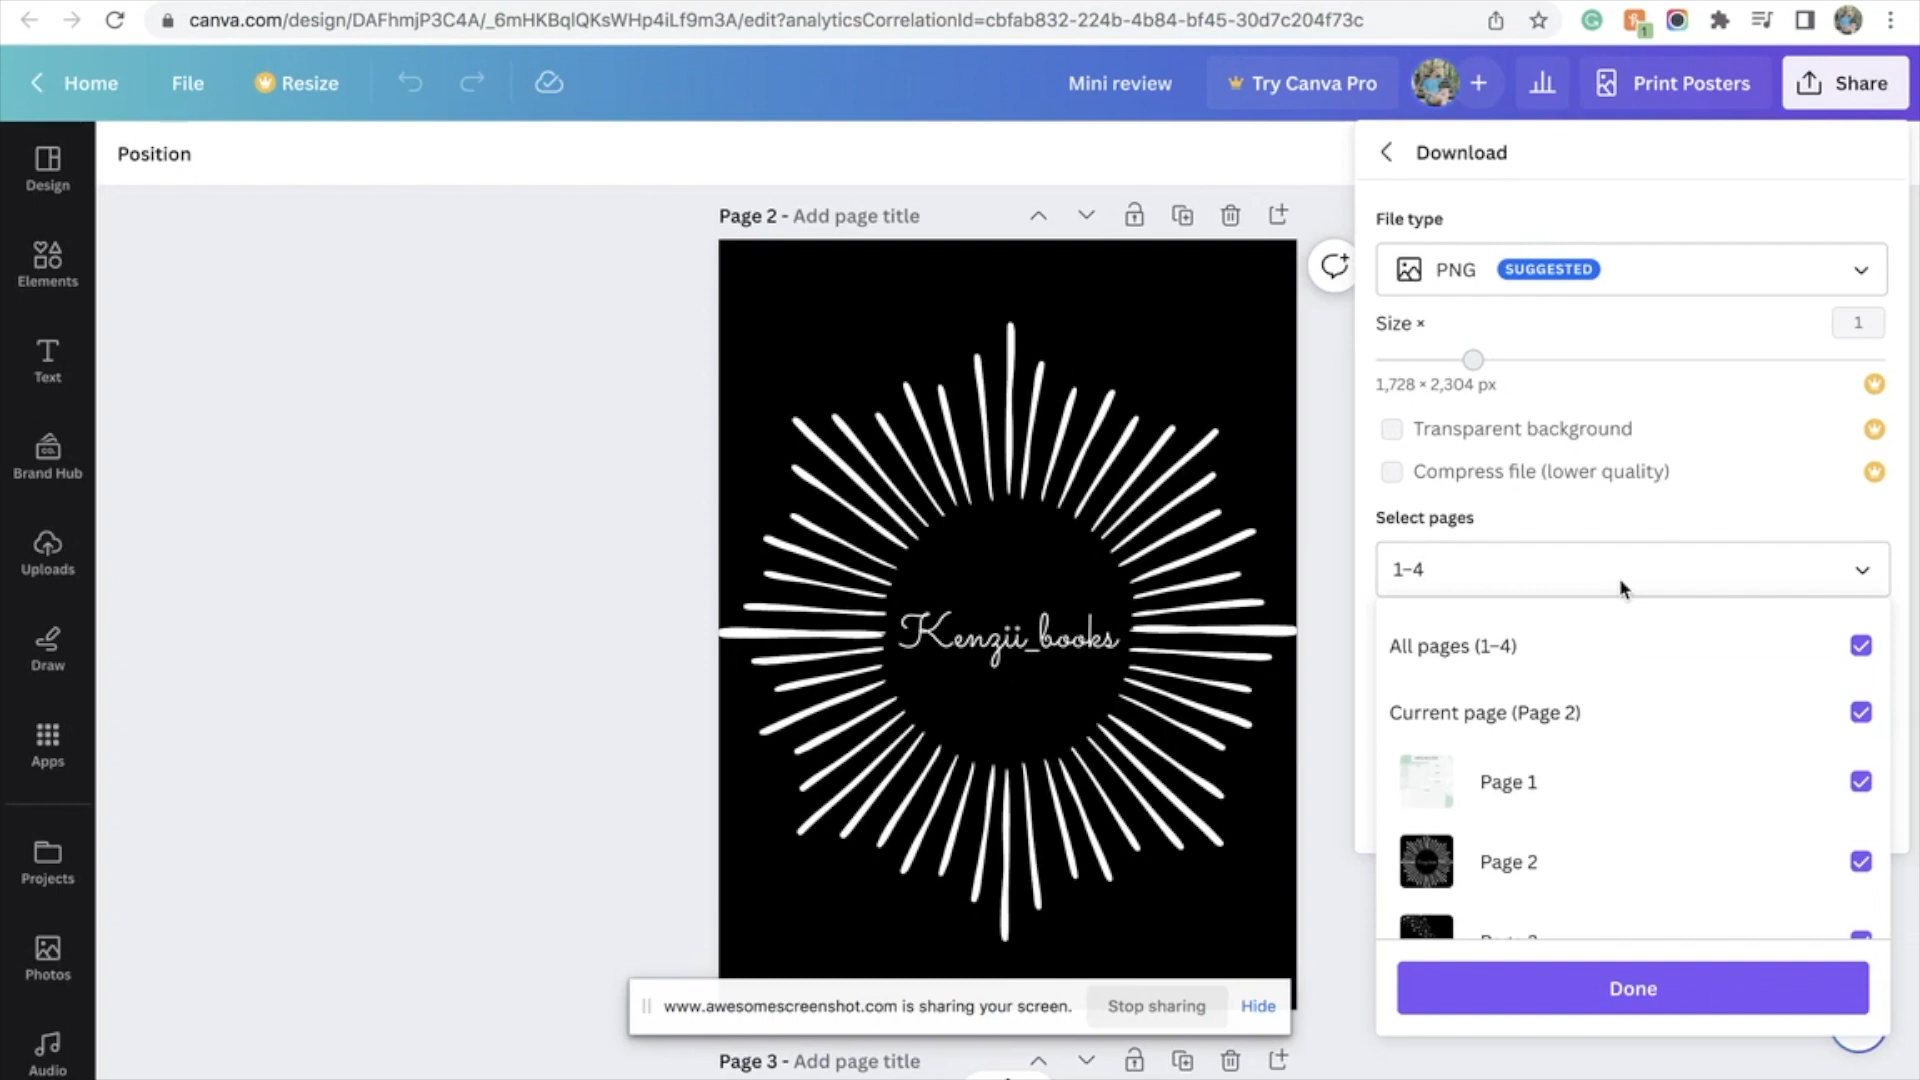 canva.com/design/DAFhmjP3C4A/_6mHKBqlQKsWHp4iLf9m3A/edit?analyticsCorrelationId=cbfab832-224b-4b84-bf45-30d7c204f73c
1
Home
File
Resize
Mini review
Try Canva Pro
+
Print Posters
Share
Design
Elements
Text
Brand Hub
Uploads
Draw
Apps
Projects
Photos
Audio
Position
Page 2 - Add page title
Kenzii_books
www.awesomescreenshot.com is sharing your screen.
Stop sharing
Hide
Page 3 - Add page title
Download
File type
PNG
SUGGESTED
Size ×
1
1,728 × 2,304 px
Transparent background
Compress file (lower quality)
Select pages
1–4
All pages (1–4)
Current page (Page 2)
Page 1
Page 2
Done